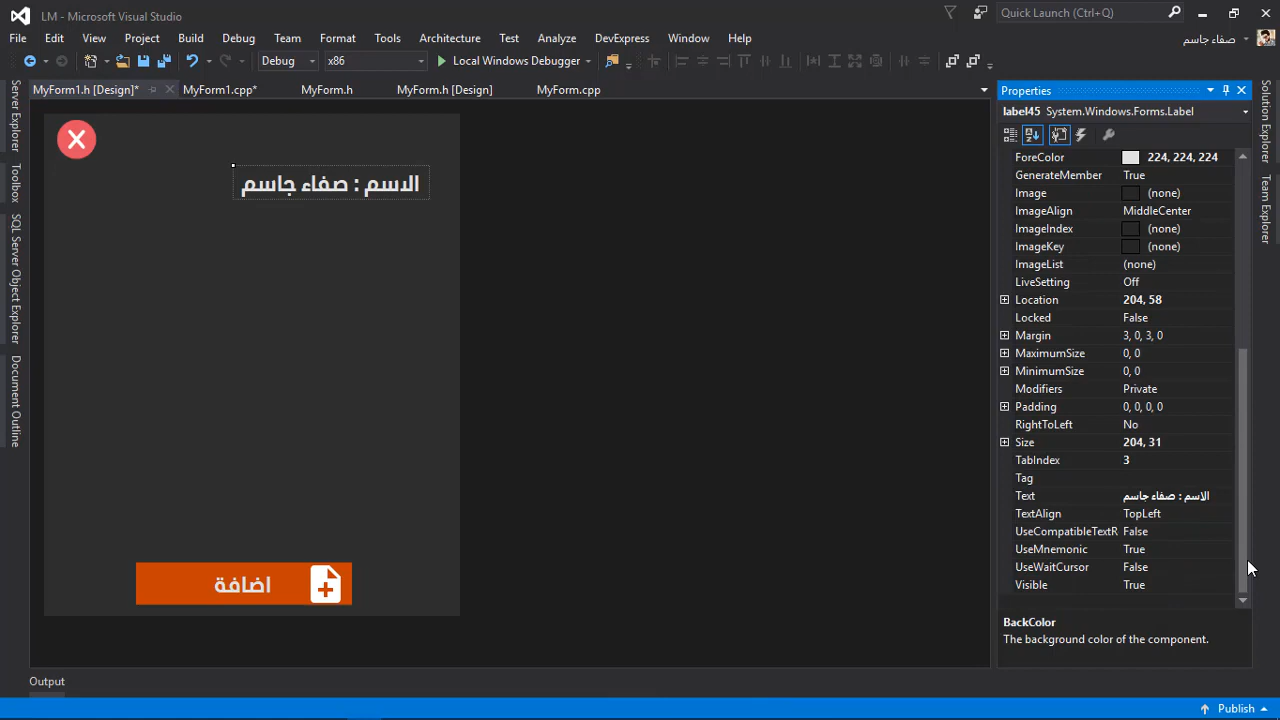 LM - Microsoft Visual Studio
Quick Launch (Ctrl+Q)
File Edit View Project Build Debug Team Format Tools Architecture Test Analyze DevExpress Window Help
صفاء جاسم
Debug x86 Local Windows Debugger
MyForm1.h [Design]* MyForm1.cpp* MyForm.h MyForm.h [Design] MyForm.cpp
Server Explorer
Toolbox
SQL Server Object Explorer
Document Outline
الاسم : صفاء جاسم
اضافة
Properties
label45 System.Windows.Forms.Label
ForeColor 224, 224, 224
GenerateMember True
Image (none)
ImageAlign MiddleCenter
ImageIndex (none)
ImageKey (none)
ImageList (none)
LiveSetting Off
Location 204, 58
Locked False
Margin 3, 0, 3, 0
MaximumSize 0, 0
MinimumSize 0, 0
Modifiers Private
Padding 0, 0, 0, 0
RightToLeft No
Size 204, 31
TabIndex 3
Tag
Text الاسم : صفاء جاسم
TextAlign TopLeft
UseCompatibleTextR False
UseMnemonic True
UseWaitCursor False
Visible True
BackColor
The background color of the component.
Solution Explorer
Team Explorer
Output
Publish